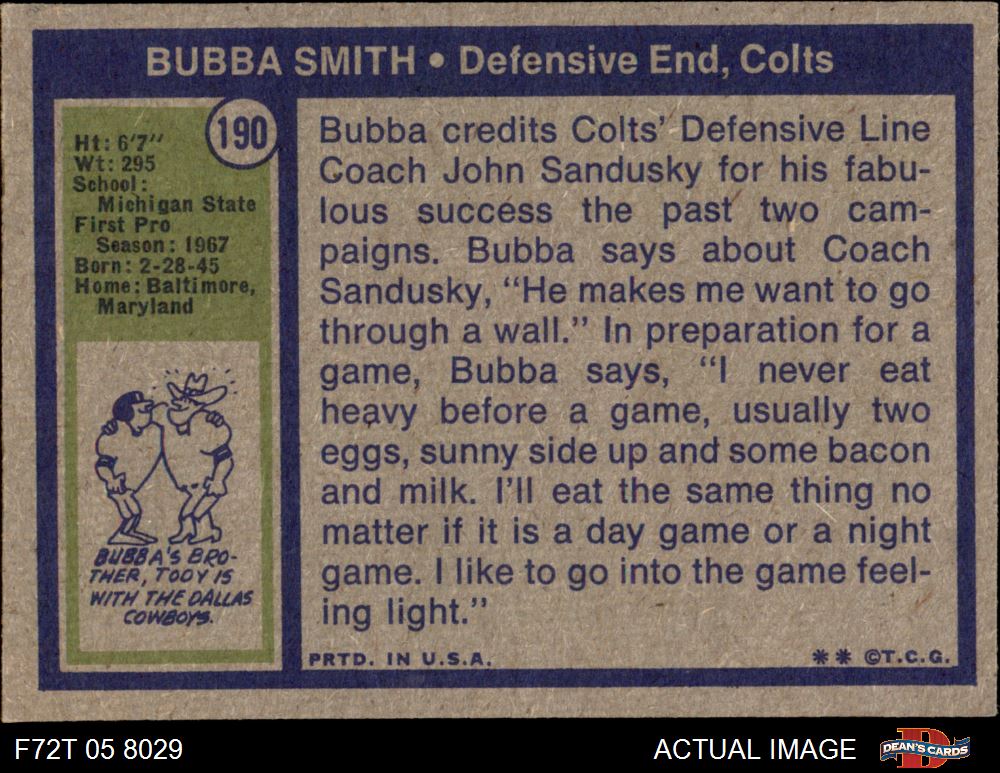 BUBBA SMITH • Defensive End, Colts
190
Ht: 6'7"
Wt: 295
School:
Michigan State
First Pro
Season: 1967
Born: 2-28-45
Home: Baltimore,
Maryland
BUBBA'S BRO-
THER, TODY IS
WITH THE DALLAS
COWBOYS.
Bubba credits Colts' Defensive Line
Coach John Sandusky for his fabu-
lous success the past two cam-
paigns. Bubba says about Coach
Sandusky, "He makes me want to go
through a wall." In preparation for a
game, Bubba says, "I never eat
heavy before a game, usually two
eggs, sunny side up and some bacon
and milk. I'll eat the same thing no
matter if it is a day game or a night
game. I like to go into the game feel-
ing light."
PRTD. IN U.S.A.
** ©T.C.G.
F72T 05 8029
ACTUAL IMAGE
D
DEAN'S CARDS